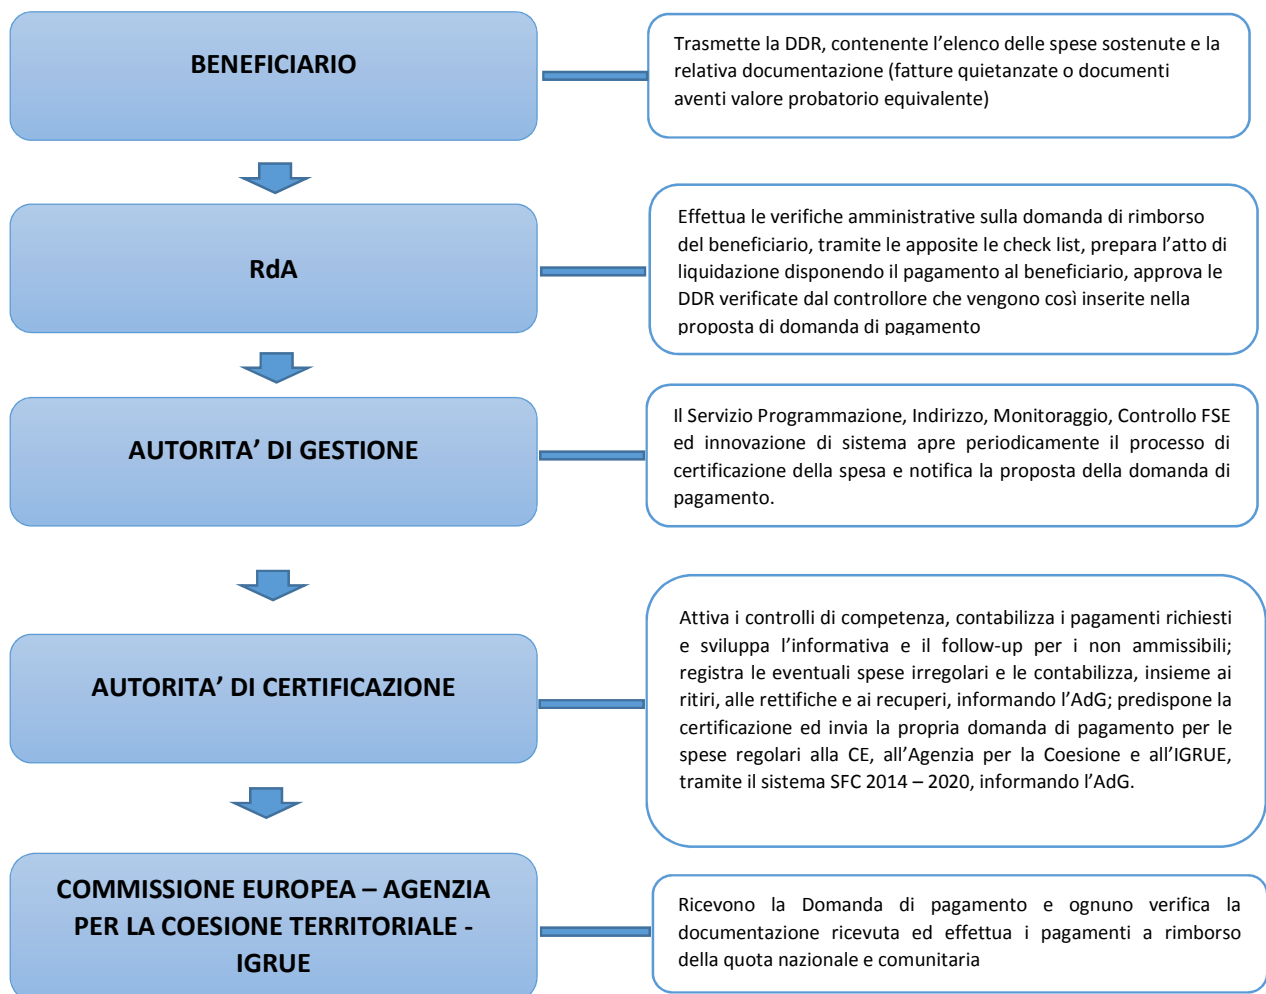 BENEFICIARIO
Trasmette la DDR, contenente l’elenco delle spese sostenute e la
relativa documentazione (fatture quietanzate o documenti
aventi valore probatorio equivalente)
RdA
Effettua le verifiche amministrative sulla domanda di rimborso
del beneficiario, tramite le apposite le check list, prepara l’atto di
liquidazione disponendo il pagamento al beneficiario, approva le
DDR verificate dal controllore che vengono così inserite nella
proposta di domanda di pagamento
AUTORITA’ DI GESTIONE
Il Servizio Programmazione, Indirizzo, Monitoraggio, Controllo FSE
ed innovazione di sistema apre periodicamente il processo di
certificazione della spesa e notifica la proposta della domanda di
pagamento.
AUTORITA’ DI CERTIFICAZIONE
Attiva i controlli di competenza, contabilizza i pagamenti richiesti
e sviluppa l’informativa e il follow-up per i non ammissibili;
registra le eventuali spese irregolari e le contabilizza, insieme ai
ritiri, alle rettifiche e ai recuperi, informando l’AdG; predispone la
certificazione ed invia la propria domanda di pagamento per le
spese regolari alla CE, all’Agenzia per la Coesione e all’IGRUE,
tramite il sistema SFC 2014 – 2020, informando l’AdG.
COMMISSIONE EUROPEA – AGENZIA
PER LA COESIONE TERRITORIALE -
IGRUE
Ricevono la Domanda di pagamento e ognuno verifica la
documentazione ricevuta ed effettua i pagamenti a rimborso
della quota nazionale e comunitaria